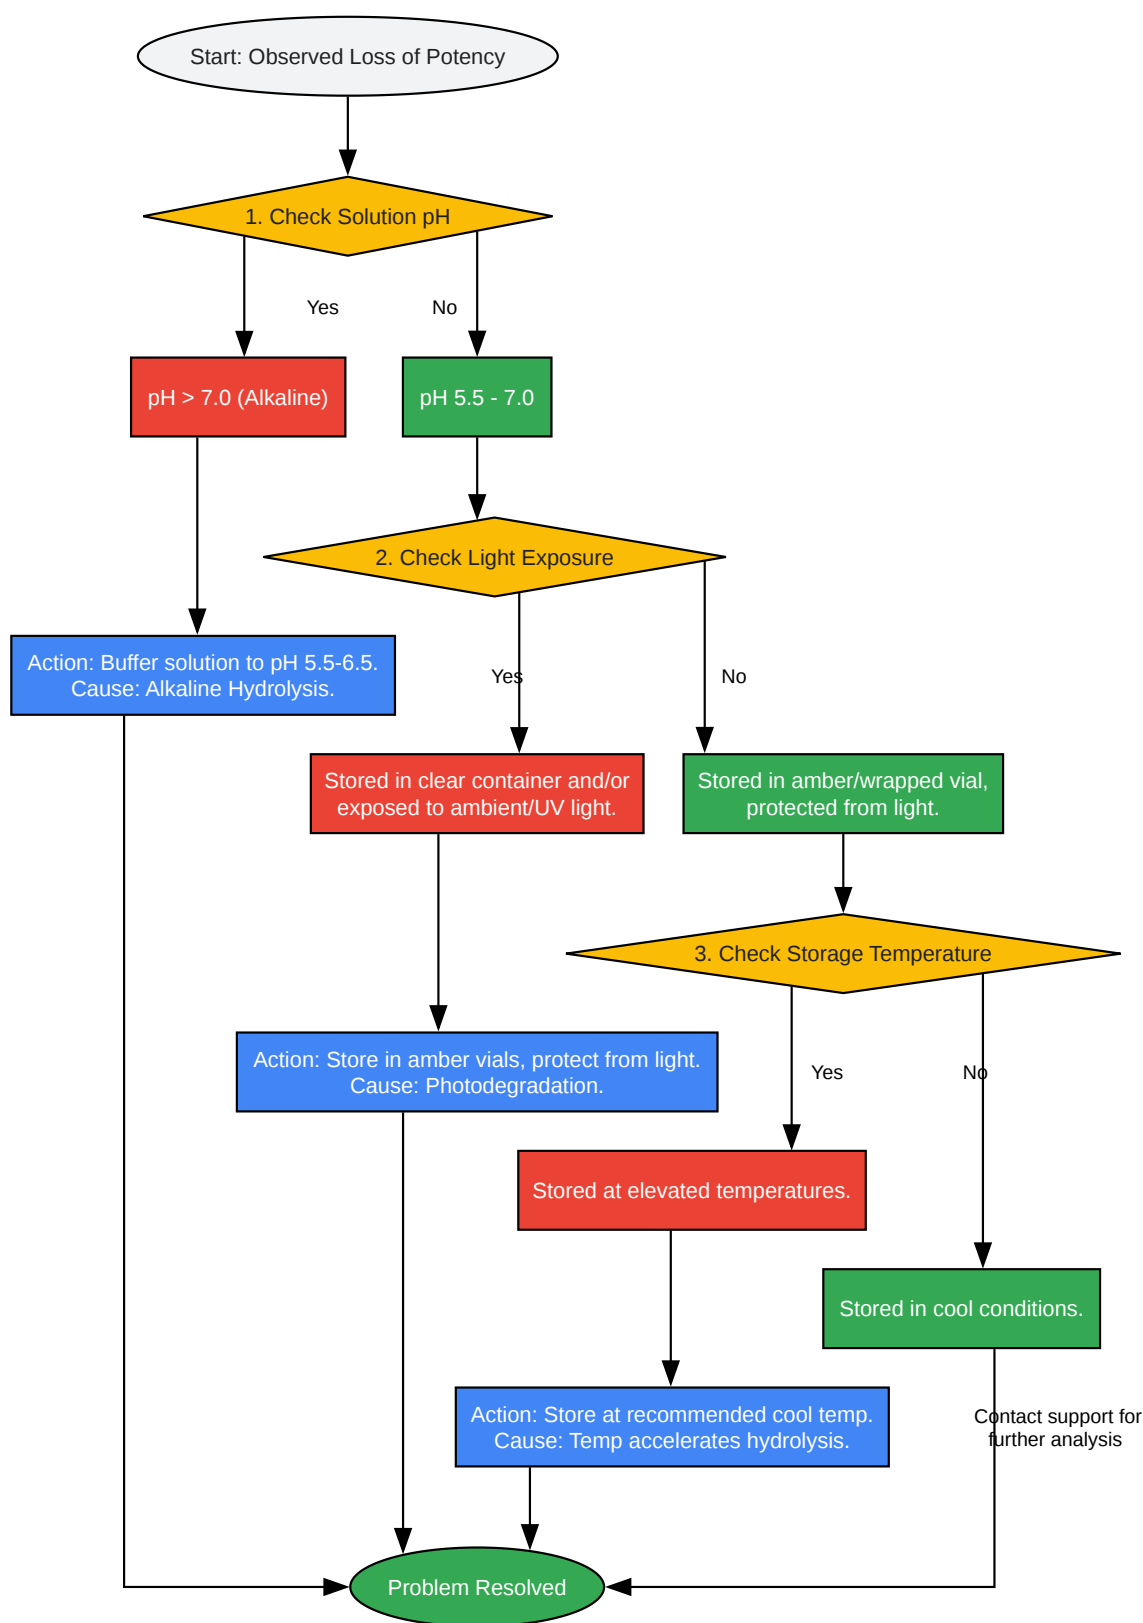 Start: Observed Loss of Potency
1. Check Solution pH
Yes
No
pH > 7.0 (Alkaline)
pH 5.5 - 7.0
2. Check Light Exposure
Action: Buffer solution to pH 5.5-6.5.
Cause: Alkaline Hydrolysis.
Yes
No
Stored in clear container and/or
exposed to ambient/UV light.
Stored in amber/wrapped vial,
protected from light.
3. Check Storage Temperature
Action: Store in amber vials, protect from light.
Cause: Photodegradation.
Yes
No
Stored at elevated temperatures.
Stored in cool conditions.
Action: Store at recommended cool temp.
Cause: Temp accelerates hydrolysis.
Contact support for
further analysis
Problem Resolved